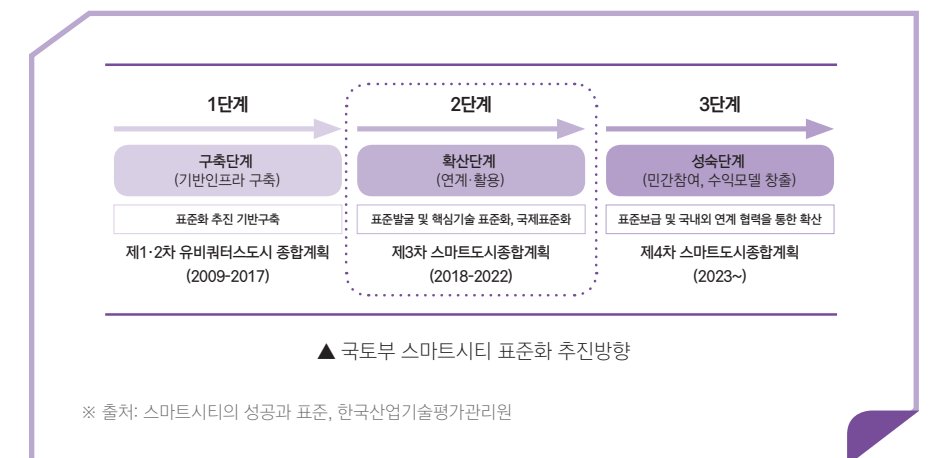 1단계
2단계
3단계
구축단계
(기반인프라 구축)
확산단계
(연계·활용)
성숙단계
(민간참여, 수익모델 창출)
표준화 추진 기반구축
표준발굴 및 핵심기술 표준화, 국제표준화
표준보급 및 국내외 연계 협력을 통한 확산
제1·2차 유비쿼터스도시 종합계획
(2009-2017)
제3차 스마트도시종합계획
(2018-2022)
제4차 스마트도시종합계획
(2023~)
▲ 국토부 스마트시티 표준화 추진방향
※ 출처: 스마트시티의 성공과 표준, 한국산업기술평가관리원